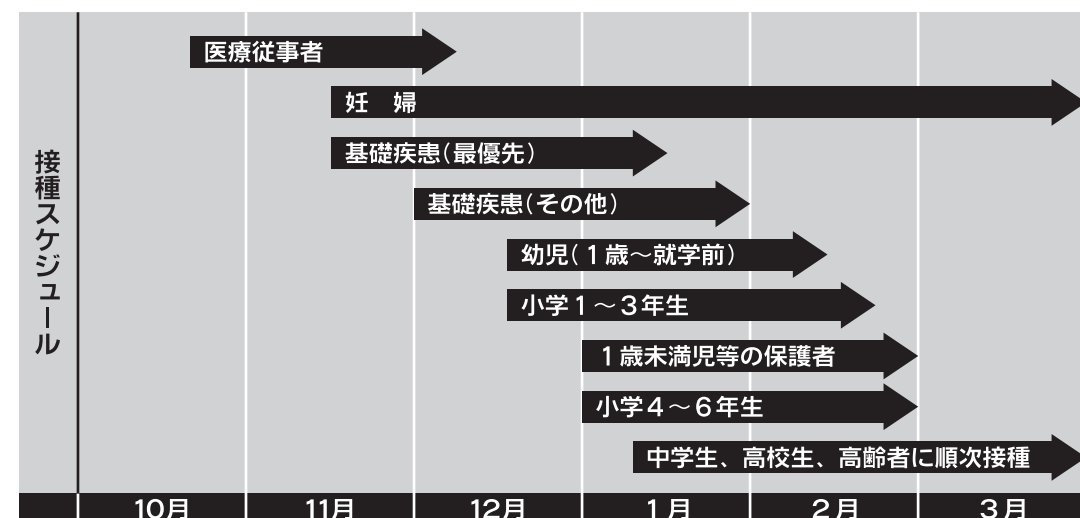 接種スケジュール
医療従事者
妊　婦
基礎疾患(最優先)
基礎疾患(その他)
幼児(１歳～就学前)
小学１～３年生
１歳未満児等の保護者
小学４～６年生
中学生、高校生、高齢者に順次接種
10月 11月 12月 １月 ２月 ３月